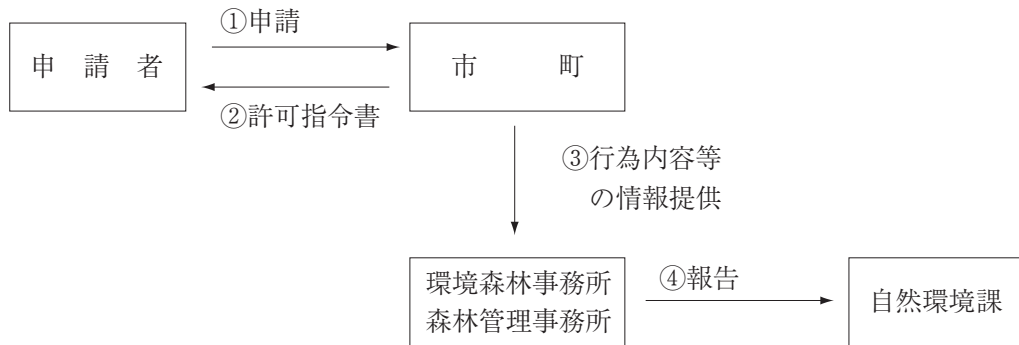 ①申請
申請者
市町
②許可指令書
③行為内容等
の情報提供
環境森林事務所
森林管理事務所
④報告
自然環境課